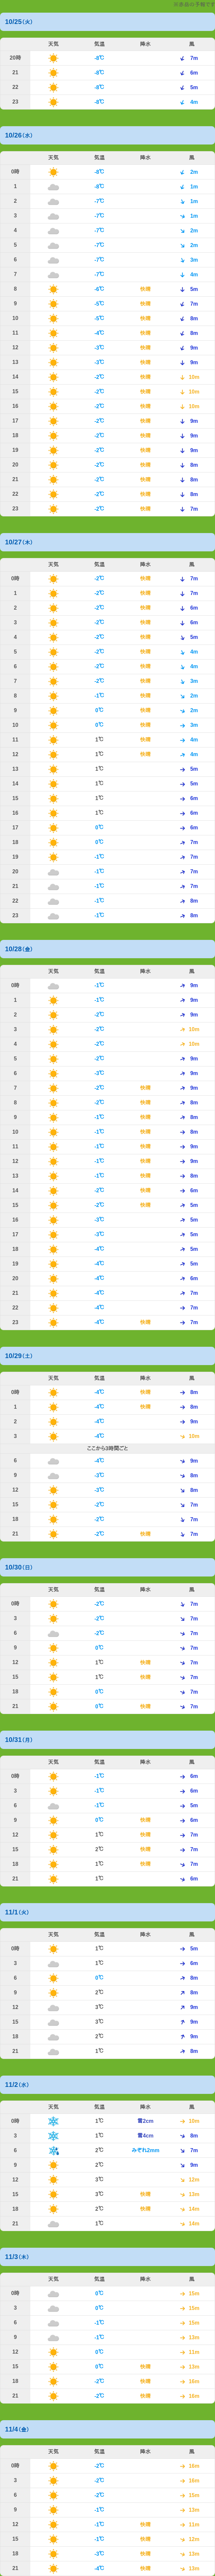 10/25(火)
天気 気温 降水 風
20時 -8℃ 7m
21 -8℃ 6m
22 -8℃ 5m
23 -8℃ 4m
10/26(水)
天気 気温 降水 風
0時 -8℃ 2m
1 -8℃ 1m
2 -7℃ 1m
3 -7℃ 1m
4 -7℃ 2m
5 -7℃ 2m
6 -7℃ 3m
7 -7℃ 4m
8 -6℃ 快晴 5m
9 -5℃ 快晴 7m
10 -5℃ 快晴 8m
11 -4℃ 快晴 8m
12 -3℃ 快晴 9m
13 -3℃ 快晴 9m
14 -2℃ 快晴 10m
15 -2℃ 快晴 10m
16 -2℃ 快晴 10m
17 -2℃ 快晴 9m
18 -2℃ 快晴 9m
19 -2℃ 快晴 9m
20 -2℃ 快晴 8m
21 -2℃ 快晴 8m
22 -2℃ 快晴 8m
23 -2℃ 快晴 7m
10/27(木)
天気 気温 降水 風
0時 -2℃ 快晴 7m
1 -2℃ 快晴 7m
2 -2℃ 快晴 6m
3 -2℃ 快晴 6m
4 -2℃ 快晴 5m
5 -2℃ 快晴 4m
6 -2℃ 快晴 4m
7 -2℃ 快晴 3m
8 -1℃ 快晴 2m
9 0℃ 快晴 2m
10 0℃ 快晴 3m
11 1℃ 快晴 4m
12 1℃ 快晴 4m
13 1℃ 5m
14 1℃ 5m
15 1℃ 6m
16 1℃ 6m
17 0℃ 6m
18 0℃ 7m
19 -1℃ 7m
20 -1℃ 7m
21 -1℃ 7m
22 -1℃ 8m
23 -1℃ 8m
10/28(金)
天気 気温 降水 風
0時 -1℃ 9m
1 -1℃ 9m
2 -2℃ 9m
3 -2℃ 10m
4 -2℃ 10m
5 -2℃ 9m
6 -3℃ 9m
7 -2℃ 快晴 9m
8 -2℃ 快晴 8m
9 -1℃ 快晴 8m
10 -1℃ 快晴 8m
11 -1℃ 快晴 9m
12 -1℃ 快晴 9m
13 -1℃ 快晴 8m
14 -2℃ 快晴 6m
15 -2℃ 快晴 5m
16 -3℃ 5m
17 -3℃ 5m
18 -4℃ 5m
19 -4℃ 5m
20 -4℃ 6m
21 -4℃ 7m
22 -4℃ 7m
23 -4℃ 快晴 7m
10/29(土)
天気 気温 降水 風
0時 -4℃ 快晴 8m
1 -4℃ 快晴 8m
2 -4℃ 9m
3 -4℃ 10m
ここから3時間ごと
6 -4℃ 9m
9 -3℃ 8m
12 -3℃ 9m
15 -2℃ 7m
18 -2℃ 7m
21 -2℃ 快晴 7m
10/30(日)
天気 気温 降水 風
0時 -2℃ 7m
3 -2℃ 7m
6 -2℃ 7m
9 0℃ 7m
12 1℃ 快晴 7m
15 1℃ 快晴 7m
18 0℃ 快晴 7m
21 0℃ 快晴 7m
10/31(月)
天気 気温 降水 風
0時 -1℃ 6m
3 -1℃ 6m
6 -1℃ 5m
9 0℃ 快晴 6m
12 1℃ 快晴 7m
15 2℃ 快晴 7m
18 1℃ 快晴 7m
21 1℃ 6m
11/1(火)
天気 気温 降水 風
0時 1℃ 5m
3 1℃ 6m
6 0℃ 8m
9 2℃ 8m
12 3℃ 9m
15 3℃ 9m
18 2℃ 9m
21 1℃ 8m
11/2(水)
天気 気温 降水 風
0時 1℃ 雪2cm 10m
3 1℃ 雪4cm 8m
6 2℃ みぞれ2mm 7m
9 2℃ 9m
12 3℃ 12m
15 3℃ 快晴 13m
18 2℃ 快晴 14m
21 1℃ 14m
11/3(木)
天気 気温 降水 風
0時 0℃ 15m
3 0℃ 15m
6 -1℃ 15m
9 -1℃ 13m
12 0℃ 11m
15 0℃ 快晴 13m
18 -2℃ 快晴 16m
21 -2℃ 快晴 16m
11/4(金)
天気 気温 降水 風
0時 -2℃ 16m
3 -2℃ 16m
6 -2℃ 15m
9 -1℃ 13m
12 -1℃ 快晴 11m
15 -1℃ 快晴 12m
18 -3℃ 快晴 13m
21 -4℃ 快晴 13m